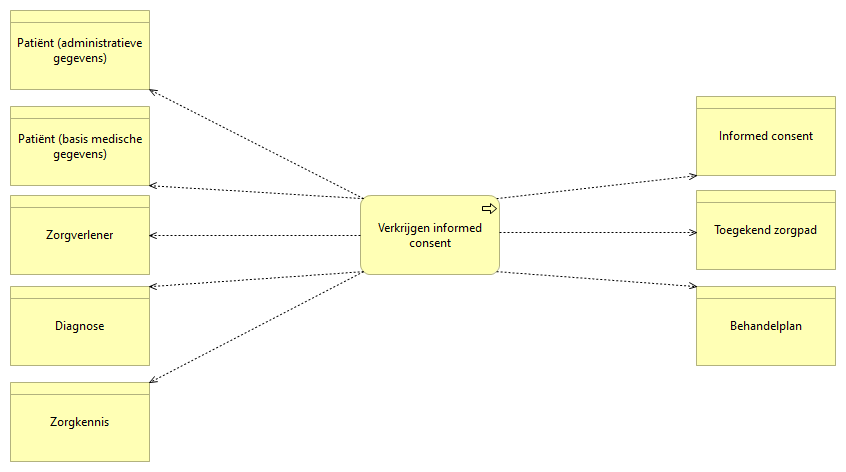 Patiënt (administratieve
gegevens)
Patiënt (basis medische
gegevens)
Zorgverlener
Diagnose
Zorgkennis
Verkrijgen informed
consent
Informed consent
Toegekend zorgpad
Behandelplan